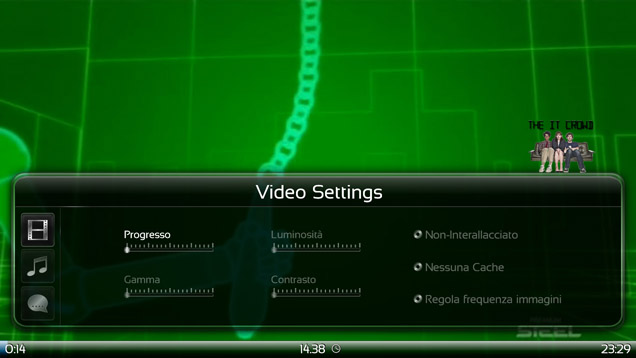 THE IT CROWD
Video Settings
Progresso
Luminosità
Non-Interallacciato
Gamma
Contrasto
Nessuna Cache
Regola frequenza immagini
STEEL
0:14
14.38
23:29